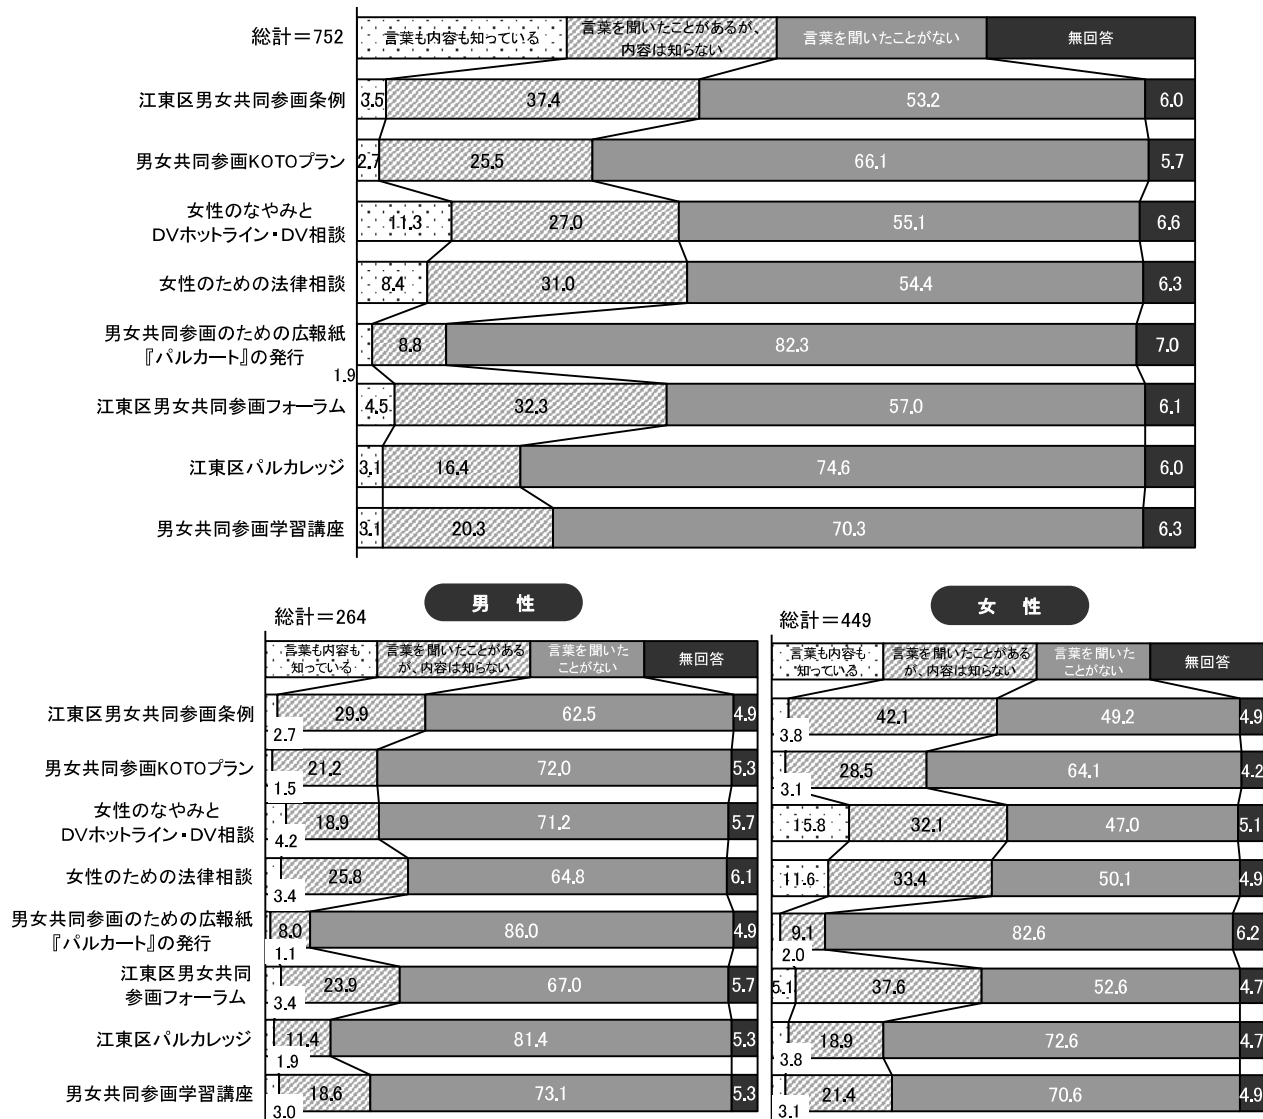 総計＝752
言葉も内容も知っている
言葉を聞いたことがあるが、
内容は知らない
言葉を聞いたことがない
無回答
江東区男女共同参画条例
3.5 37.4 53.2 6.0
男女共同参画KOTOプラン
2.7 25.5 66.1 5.7
女性のなやみと
DVホットライン・DV相談
11.3 27.0 55.1 6.6
女性のための法律相談
8.4 31.0 54.4 6.3
男女共同参画のための広報紙
『パルカート』の発行
1.9 8.8 82.3 7.0
江東区男女共同参画フォーラム
4.5 32.3 57.0 6.1
江東区パルカレッジ
3.1 16.4 74.6 6.0
男女共同参画学習講座
3.1 20.3 70.3 6.3
男 性
総計＝264
言葉も内容も
知っている
言葉を聞いたことがある
が、内容は知らない
言葉を聞いた
ことがない
無回答
江東区男女共同参画条例
2.7 29.9 62.5 4.9
男女共同参画KOTOプラン
1.5 21.2 72.0 5.3
女性のなやみと
DVホットライン・DV相談
4.2 18.9 71.2 5.7
女性のための法律相談
3.4 25.8 64.8 6.1
男女共同参画のための広報紙
『パルカート』の発行
1.1 8.0 86.0 4.9
江東区男女共同
参画フォーラム
3.4 23.9 67.0 5.7
江東区パルカレッジ
1.9 11.4 81.4 5.3
男女共同参画学習講座
3.0 18.6 73.1 5.3
女 性
総計＝449
言葉も内容も
知っている
言葉を聞いたことがある
が、内容は知らない
言葉を聞いた
ことがない
無回答
3.8 42.1 49.2 4.9
3.1 28.5 64.1 4.2
15.8 32.1 47.0 5.1
11.6 33.4 50.1 4.9
2.0 9.1 82.6 6.2
5.1 37.6 52.6 4.7
3.8 18.9 72.6 4.7
3.1 21.4 70.6 4.9